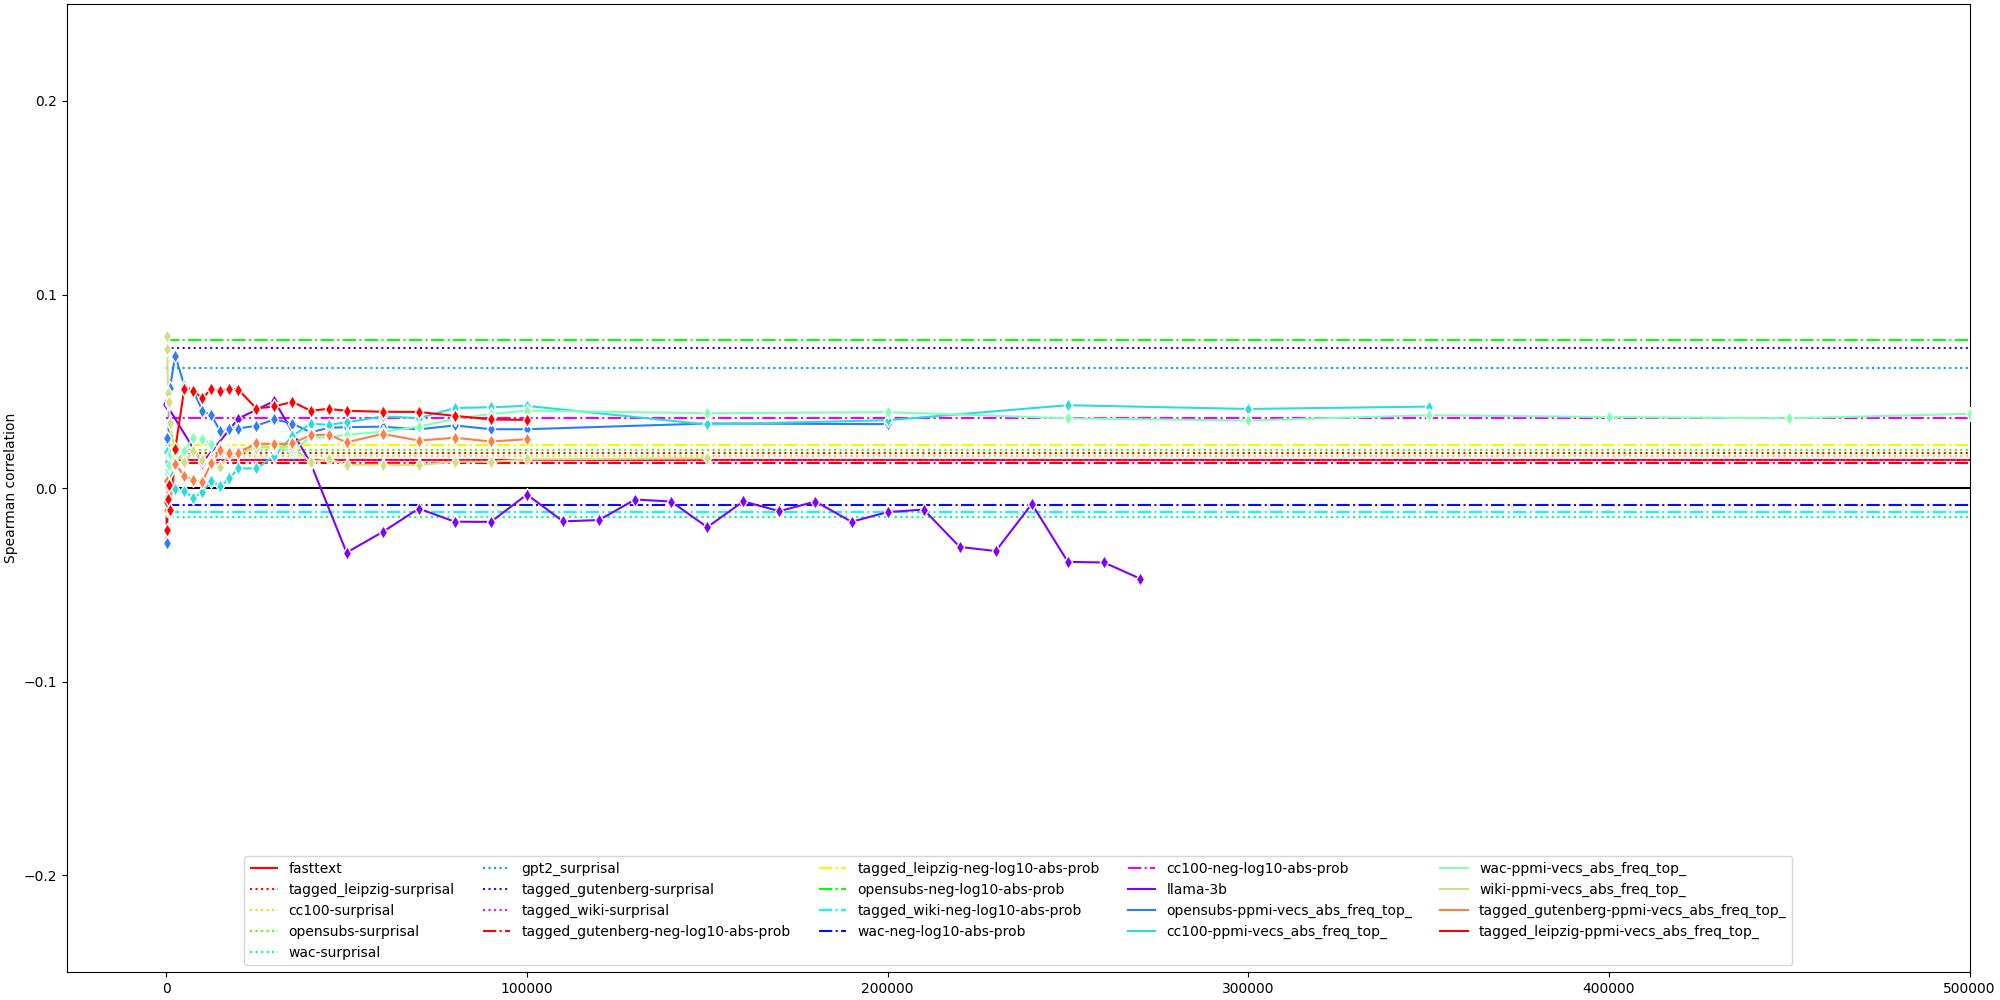 Spearman correlation
0.2
0.1
0.0
−0.1
−0.2
fasttext
tagged_leipzig-surprisal
cc100-surprisal
opensubs-surprisal
wac-surprisal
gpt2_surprisal
tagged_gutenberg-surprisal
tagged_wiki-surprisal
tagged_gutenberg-neg-log10-abs-prob
tagged_leipzig-neg-log10-abs-prob
opensubs-neg-log10-abs-prob
tagged_wiki-neg-log10-abs-prob
wac-neg-log10-abs-prob
cc100-neg-log10-abs-prob
llama-3b
opensubs-ppmi-vecs_abs_freq_top_
cc100-ppmi-vecs_abs_freq_top_
wac-ppmi-vecs_abs_freq_top_
wiki-ppmi-vecs_abs_freq_top_
tagged_gutenberg-ppmi-vecs_abs_freq_top_
tagged_leipzig-ppmi-vecs_abs_freq_top_
0
100000
200000
300000
400000
500000